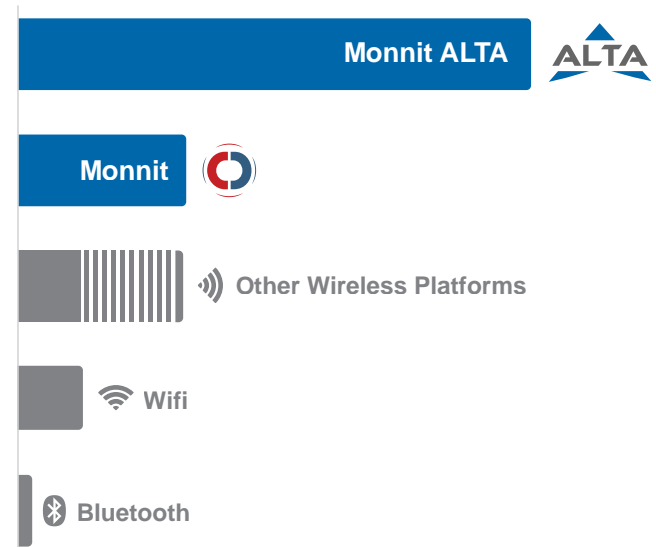 Monnit ALTA
ALTA
Monnit
Other Wireless Platforms
Wifi
Bluetooth